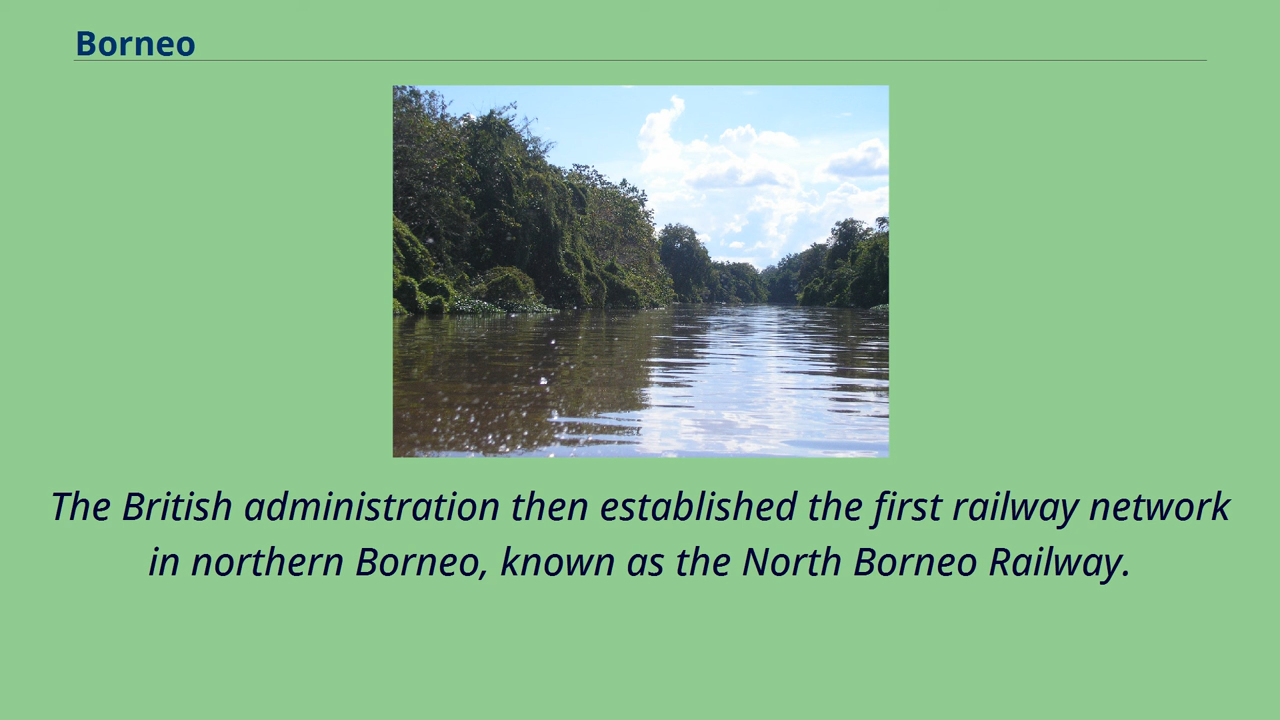 Borneo
The British administration then established the first railway network
in northern Borneo, known as the North Borneo Railway.